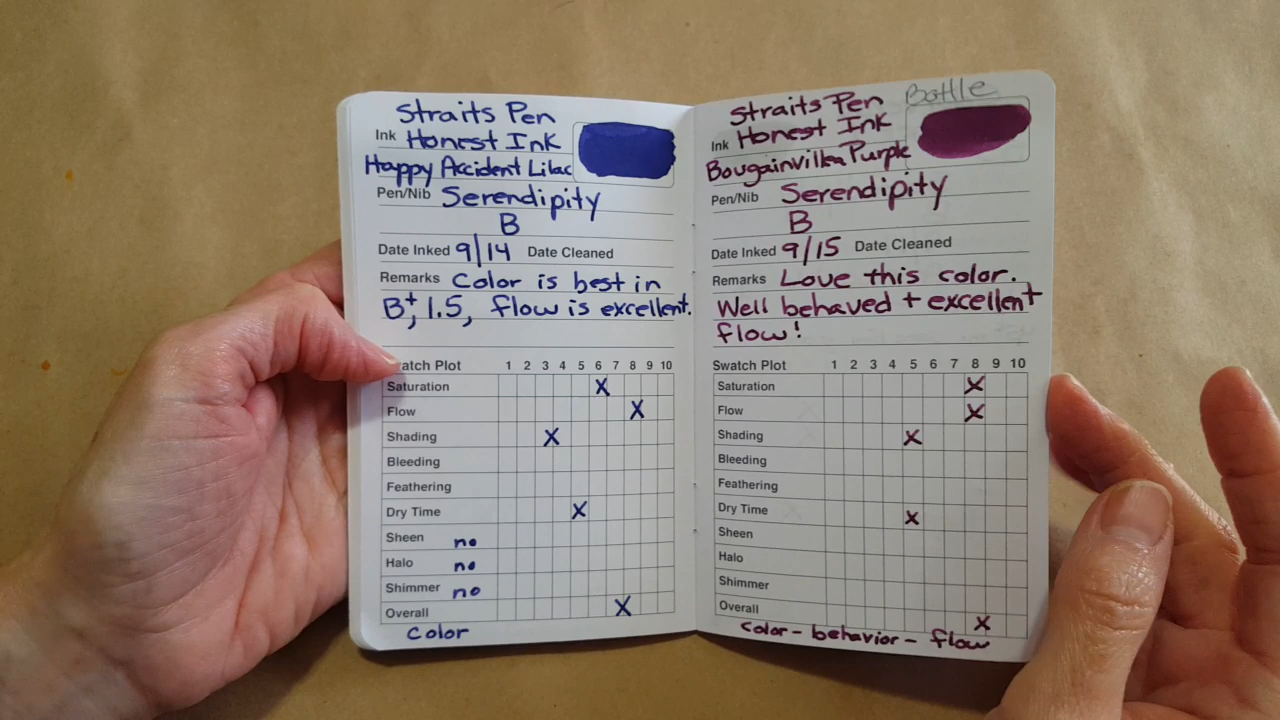 Straits Pen
Ink Honest Ink
Happy Accident Lilac
Pen/Nib Serendipity
B
Date Inked 9/14 Date Cleaned
Remarks Color is best in
B+, 1.5, flow is excellent.
watch Plot 1 2 3 4 5 6 7 8 9 10
Saturation X
Flow X
Shading X
Bleeding
Feathering
Dry Time X
Sheen no
Halo no
Shimmer no
Overall X
Color
Bottle
Straits Pen
Ink Honest Ink
Bougainvillea Purple
Pen/Nib Serendipity
B
Date Inked 9/15 Date Cleaned
Remarks Love this color.
Well behaved + excellent
flow!
Swatch Plot 1 2 3 4 5 6 7 8 9 10
Saturation X
Flow X
Shading X
Bleeding
Feathering
Dry Time X
Sheen
Halo
Shimmer
Overall X
color - behavior - flow